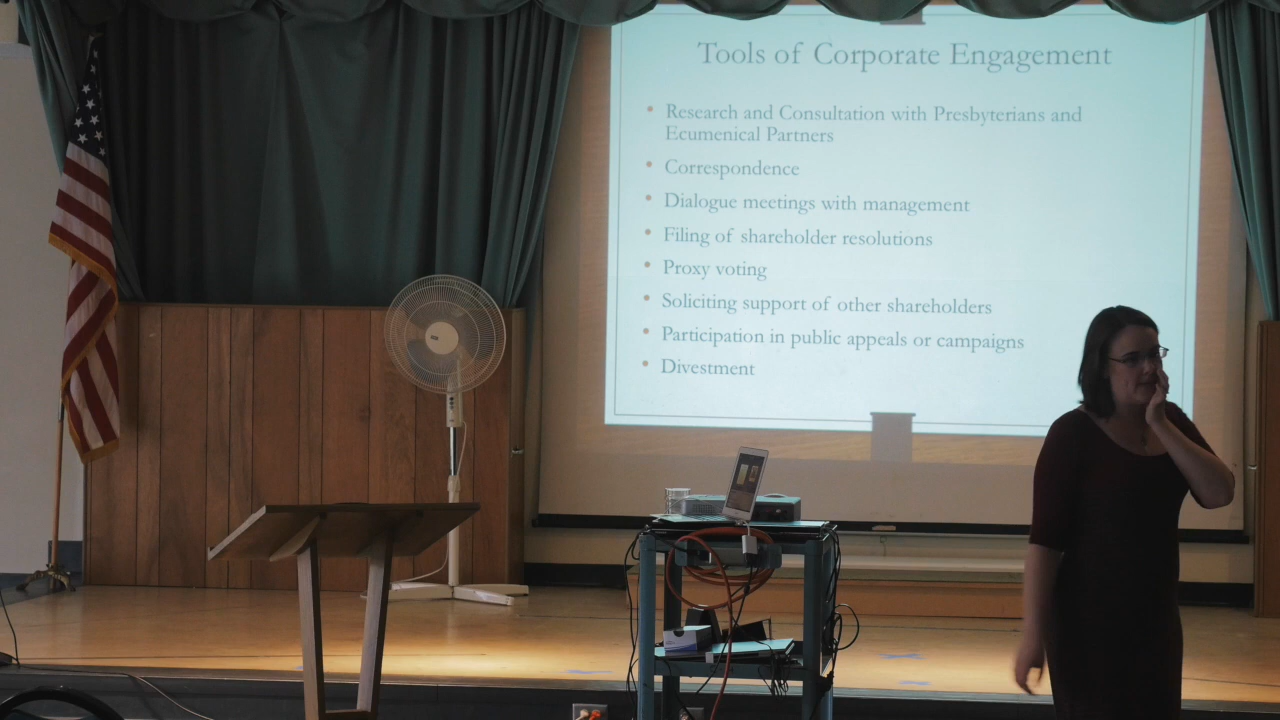 Tools of Corporate Engagement
• Research and Consultation with Presbyterians and
Ecumenical Partners
• Correspondence
• Dialogue meetings with management
• Filing of shareholder resolutions
• Proxy voting
• Soliciting support of other shareholders
• Participation in public appeals or campaigns
• Divestment